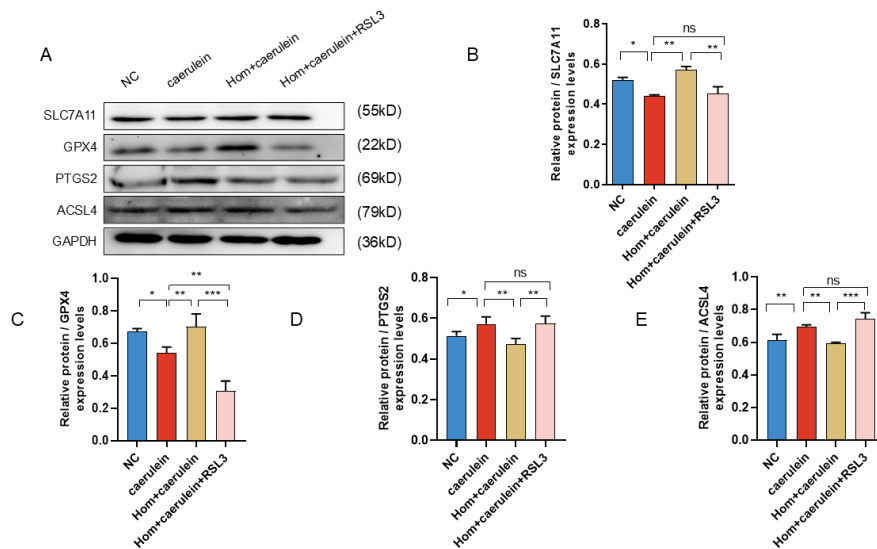 A
NC
caerulein
Hom+caerulein
Hom+caerulein+RSL3
SLC7A11
(55kD)
GPX4
(22kD)
PTGS2
(69kD)
ACSL4
(79kD)
GAPDH
(36kD)
B
Relative protein / SLC7A11
expression levels
0.8
0.6
0.4
0.2
0.0
ns
*
**
**
NC
caerulein
Hom+caerulein
Hom+caerulein+RSL3
C
Relative protein / GPX4
expression levels
1.0
0.8
0.6
0.4
0.2
0.0
**
*
**
***
NC
caerulein
Hom+caerulein
Hom+caerulein+RSL3
D
Relative protein / PTGS2
expression levels
0.8
0.6
0.4
0.2
0.0
ns
*
**
**
NC
caerulein
Hom+caerulein
Hom+caerulein+RSL3
E
Relative protein / ACSL4
expression levels
1.0
0.8
0.6
0.4
0.2
0.0
ns
**
**
***
NC
caerulein
Hom+caerulein
Hom+caerulein+RSL3